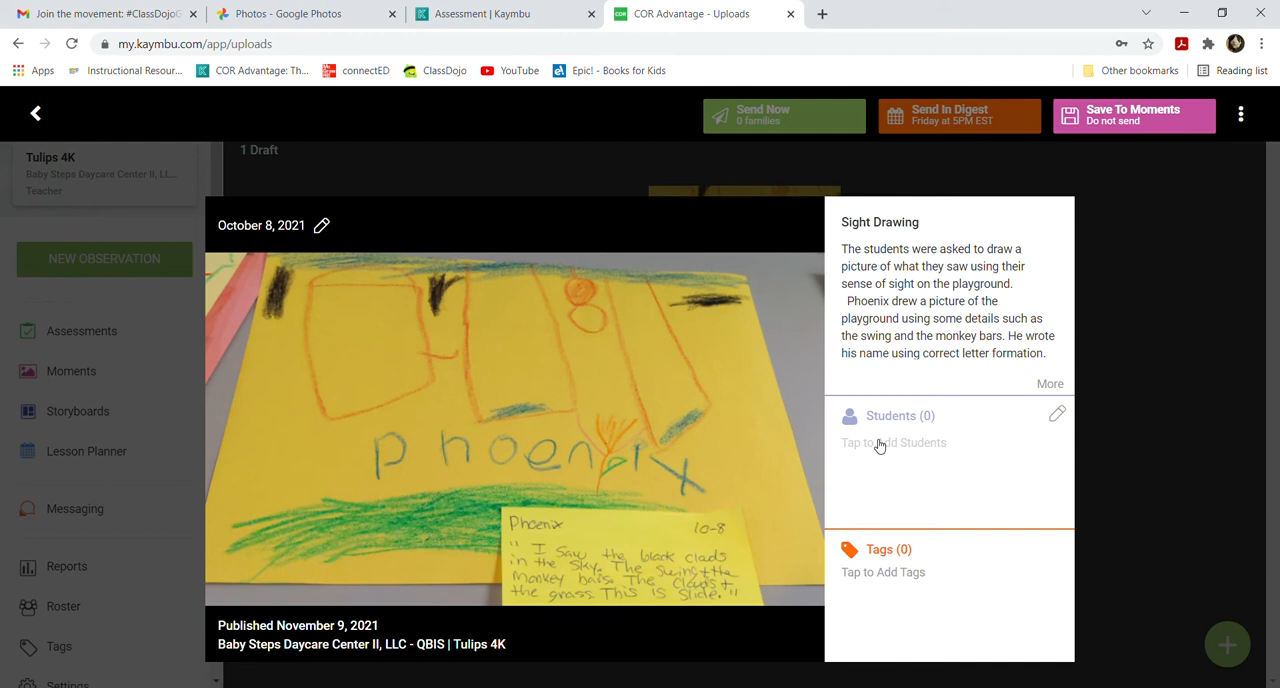 Join the movement: #ClassDojoG
Photos - Google Photos
Assessment | Kaymbu
COR Advantage - Uploads
my.kaymbu.com/app/uploads
Apps
Instructional Resour...
COR Advantage: Th...
connectED
ClassDojo
YouTube
Epic! - Books for Kids
Other bookmarks
Reading list
Send Now
0 families
Send In Digest
Friday at 5PM EST
Save To Moments
Do not send
Tulips 4K
Baby Steps Daycare Center II, LL...
Teacher
1 Draft
NEW OBSERVATION
Assessments
Moments
Storyboards
Lesson Planner
Messaging
Reports
Roster
Tags
Settings
October 8, 2021
phoenix
Phoenix 10-8
" I saw the black clads
in the sky. The swing + the
monkey bars. The clays +
the grass. This is slide."
Published November 9, 2021
Baby Steps Daycare Center II, LLC - QBIS | Tulips 4K
Sight Drawing
The students were asked to draw a
picture of what they saw using their
sense of sight on the playground.
Phoenix drew a picture of the
playground using some details such as
the swing and the monkey bars. He wrote
his name using correct letter formation.
More
Students (0)
Tap to Add Students
Tags (0)
Tap to Add Tags